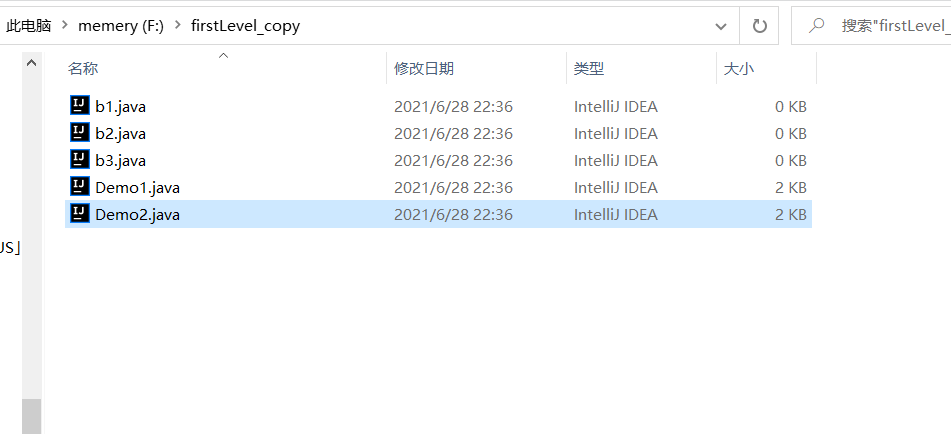 此电脑 > memery (F:) > firstLevel_copy 搜索"firstLevel_
名称 修改日期 类型 大小
b1.java 2021/6/28 22:36 IntelliJ IDEA 0 KB
b2.java 2021/6/28 22:36 IntelliJ IDEA 0 KB
b3.java 2021/6/28 22:36 IntelliJ IDEA 0 KB
Demo1.java 2021/6/28 22:36 IntelliJ IDEA 2 KB
Demo2.java 2021/6/28 22:36 IntelliJ IDEA 2 KB